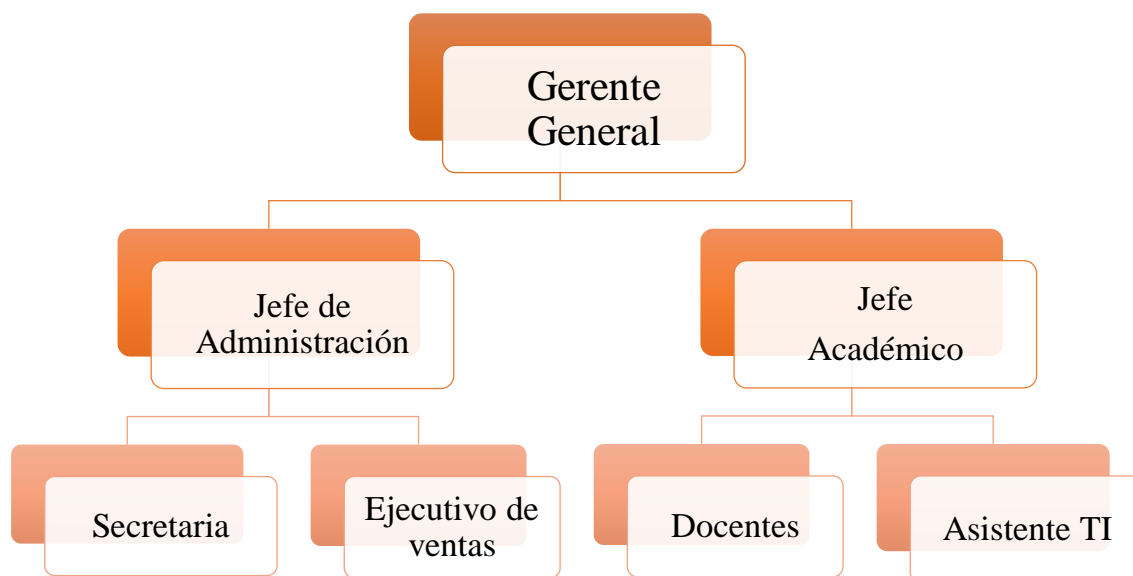 Gerente
General
Jefe de
Administración
Jefe
Académico
Secretaria
Ejecutivo de
ventas
Docentes
Asistente TI